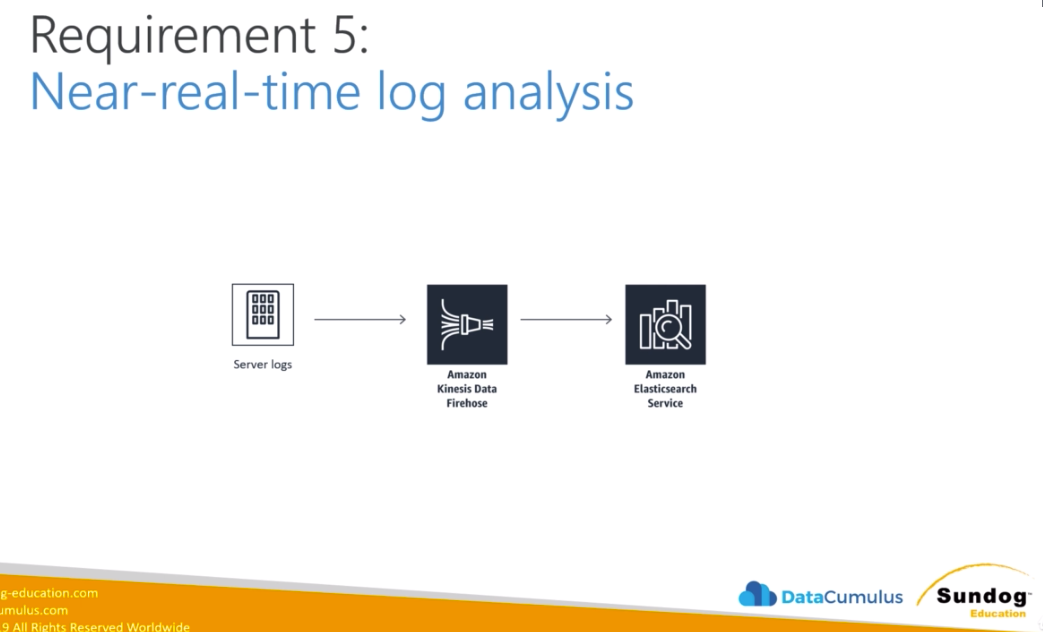 Requirement 5:
Near-real-time log analysis
Server logs
Amazon
Kinesis Data
Firehose
Amazon
Elasticsearch
Service
g-education.com
umulus.com
9 All Rights Reserved Worldwide
DataCumulus
Sundog
Education